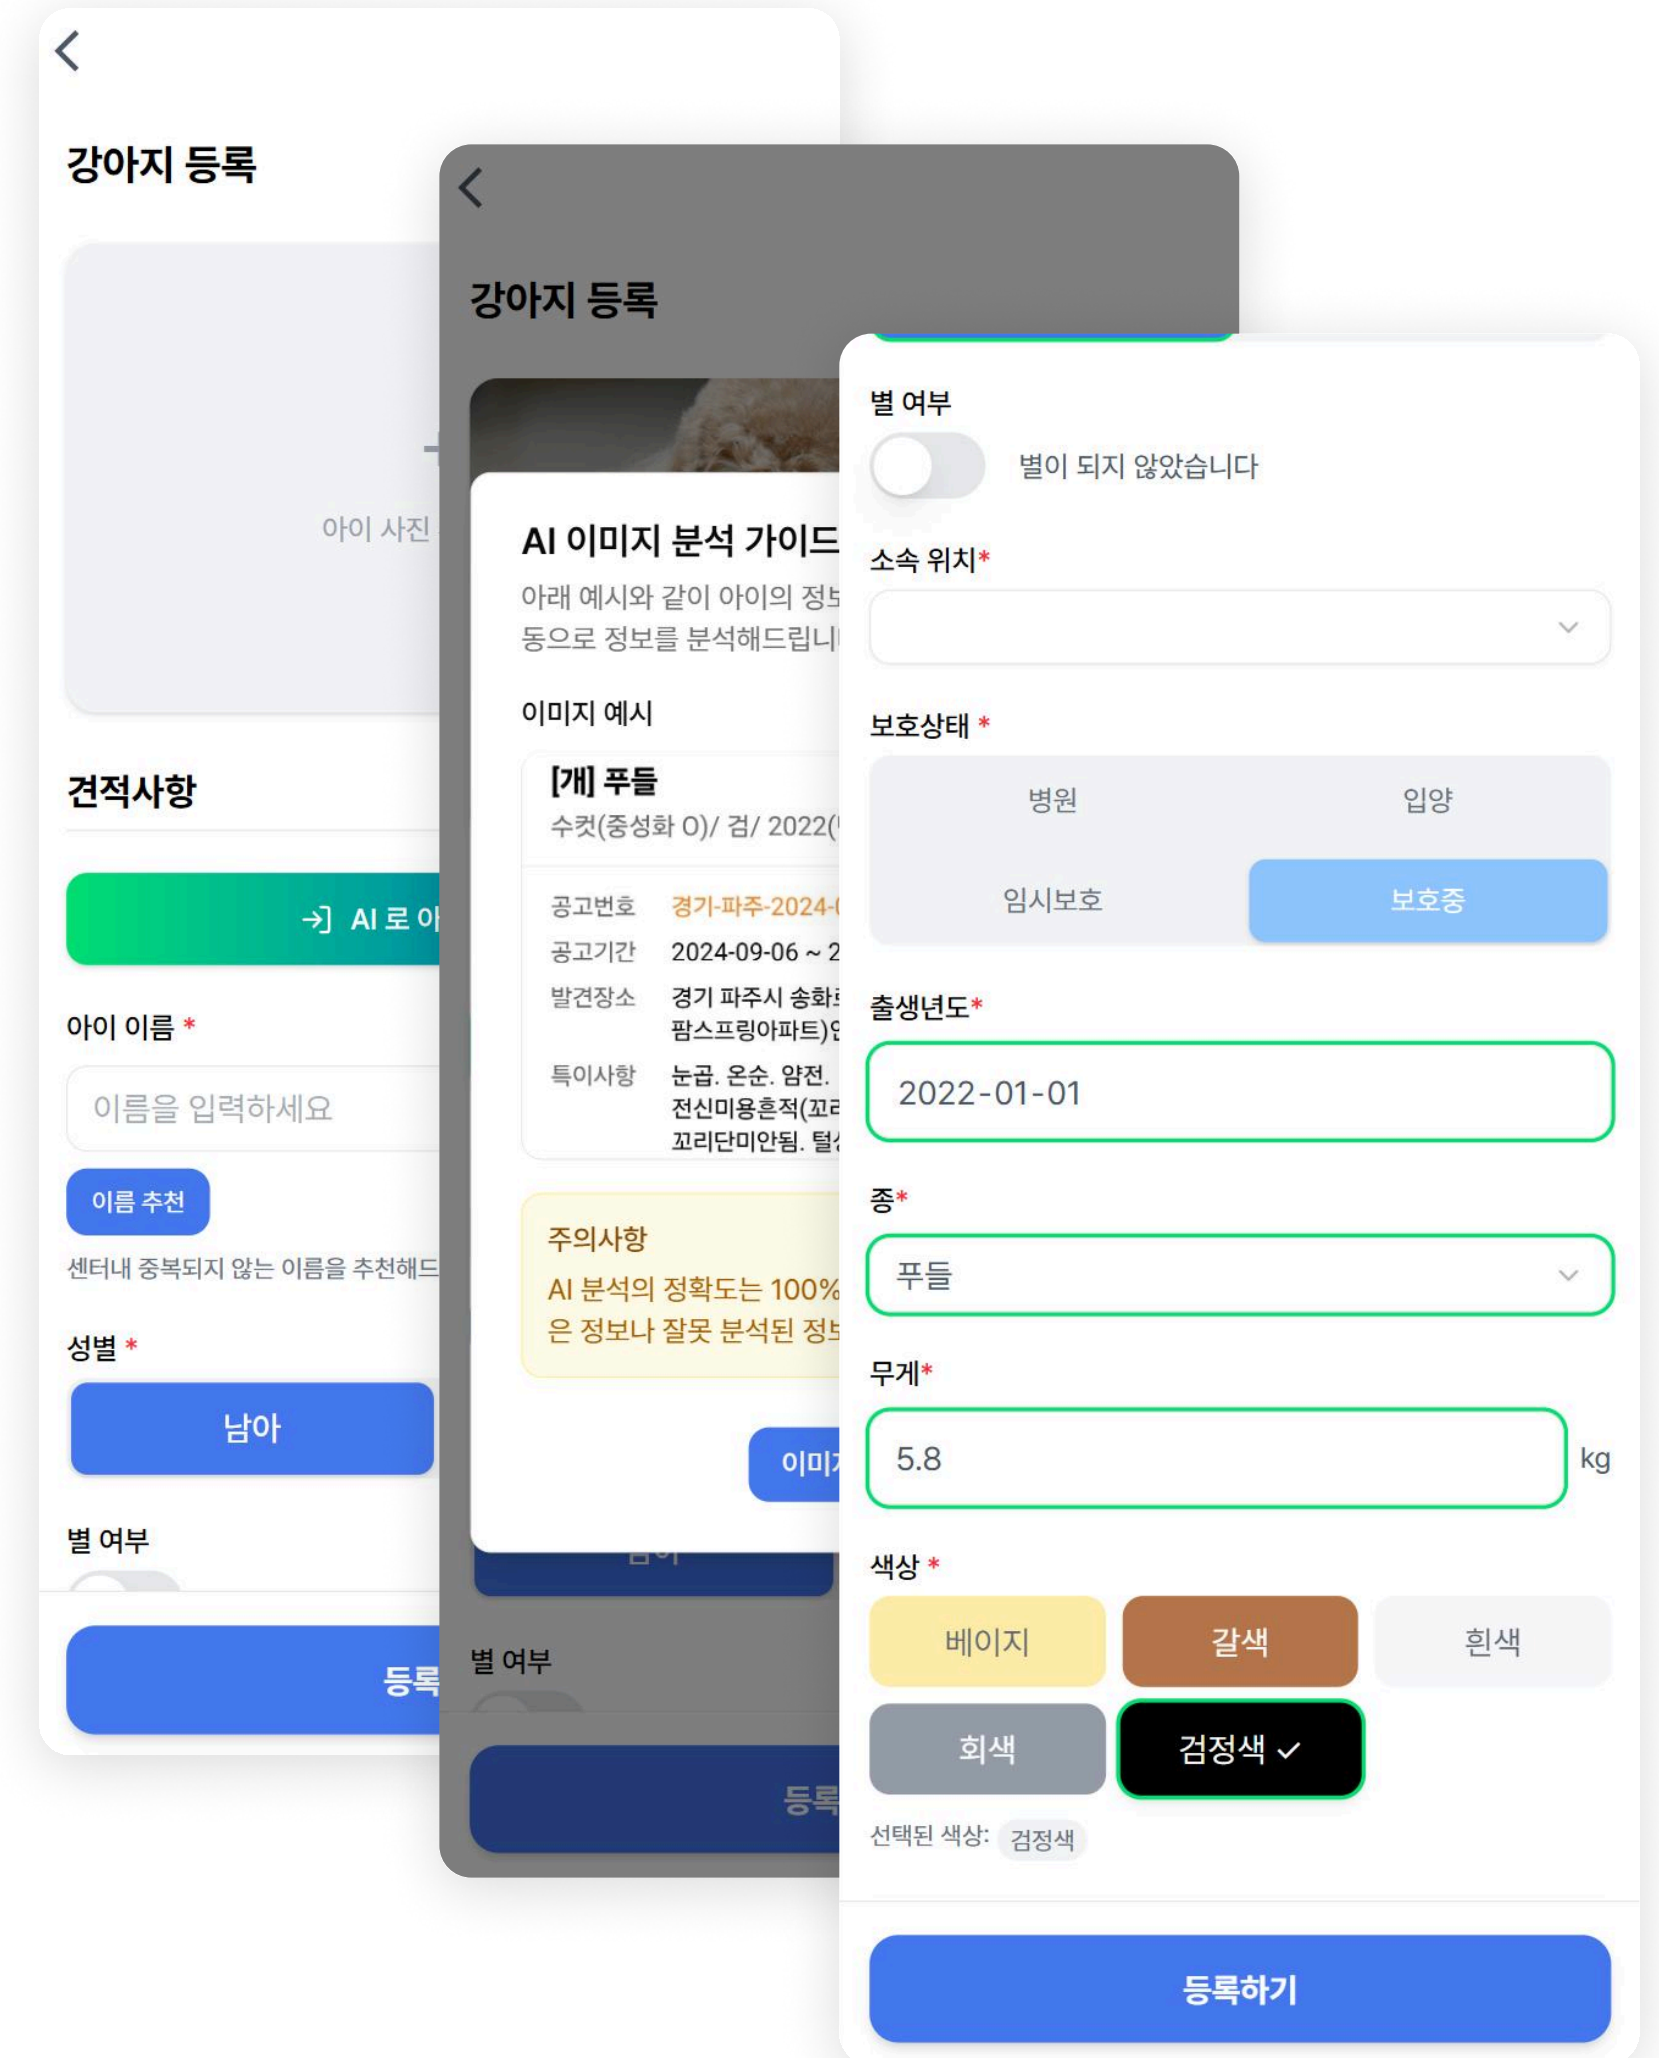 강아지 등록
아이 사진
견적사항
AI 로 아
아이 이름 *
이름을 입력하세요
이름 추천
센터내 중복되지 않는 이름을 추천해드
성별 *
남아
별 여부
등록
강아지 등록
AI 이미지 분석 가이드
아래 예시와 같이 아이의 정보
동으로 정보를 분석해드립니
이미지 예시
[개] 푸들
수컷(중성화 O)/ 검/ 2022(
공고번호 경기-파주-2024-
공고기간 2024-09-06 ~ 2
발견장소 경기 파주시 송화
팜스프링아파트)
특이사항 눈곱. 온순. 얌전.
전신미용흔적(꼬
꼬리단미안됨. 털
주의사항
AI 분석의 정확도는 100%
은 정보나 잘못 분석된 정보
이미
별 여부
등록
별 여부
별이 되지 않았습니다
소속 위치*
보호상태 *
병원 입양
임시보호 보호중
출생년도*
2022-01-01
종*
푸들
무게*
5.8 kg
색상 *
베이지 갈색 흰색
회색 검정색
선택된 색상: 검정색
등록하기